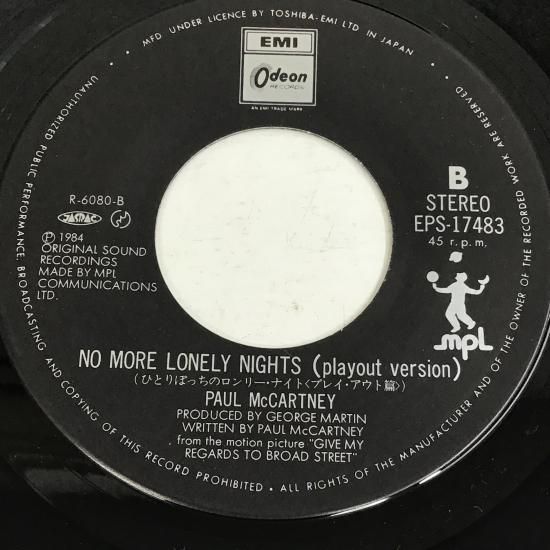 MFD UNDER LICENCE BY TOSHIBA-EMI LTD. IN JAPAN • UNAUTHORIZED PUBLIC PERFORMANCE, BROADCASTING AND COPYING OF THIS RECORD PROHIBITED • ALL RIGHTS OF THE MANUFACTURER AND OF THE OWNER OF THE RECORDED WORK ARE RESERVED •
EMI
Odeon
RECORDS
AN EMI TRADE MARK
R-6080-B
JASRAC
Ⓟ 1984
ORIGINAL SOUND
RECORDINGS
MADE BY MPL
COMMUNICATIONS
LTD.
B
STEREO
EPS-17483
45 r.p.m.
mpl
NO MORE LONELY NIGHTS (playout version)
(ひとりぼっちのロンリー・ナイト〈プレイ・アウト篇〉)
PAUL McCARTNEY
PRODUCED BY GEORGE MARTIN
WRITTEN BY PAUL McCARTNEY
from the motion picture "GIVE MY
REGARDS TO BROAD STREET"